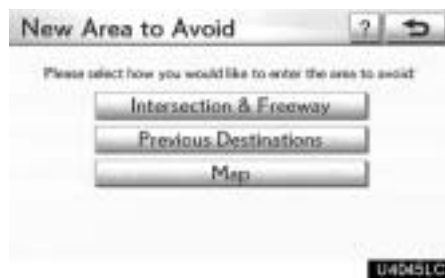 New Area to Avoid ?
Please select how you would like to enter the area to avoid:
Intersection & Freeway
Previous Destinations
Map
U4045LC